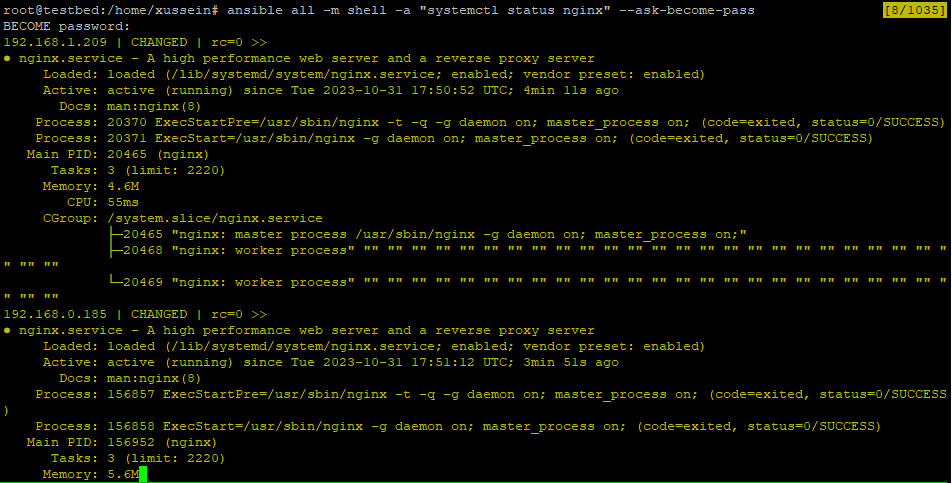 root@testbed:/home/xussein# ansible all -m shell -a "systemctl status nginx" --ask-become-pass [8/1035]
BECOME password:
192.168.1.209 | CHANGED | rc=0 >>
● nginx.service - A high performance web server and a reverse proxy server
     Loaded: loaded (/lib/systemd/system/nginx.service; enabled; vendor preset: enabled)
     Active: active (running) since Tue 2023-10-31 17:50:52 UTC; 4min 11s ago
       Docs: man:nginx(8)
    Process: 20370 ExecStartPre=/usr/sbin/nginx -t -q -g daemon on; master_process on; (code=exited, status=0/SUCCESS)
    Process: 20371 ExecStart=/usr/sbin/nginx -g daemon on; master_process on; (code=exited, status=0/SUCCESS)
   Main PID: 20465 (nginx)
      Tasks: 3 (limit: 2220)
     Memory: 4.6M
        CPU: 55ms
     CGroup: /system.slice/nginx.service
             ├─20465 "nginx: master process /usr/sbin/nginx -g daemon on; master_process on;"
             ├─20468 "nginx: worker process" "" "" "" "" "" "" "" "" "" "" "" "" "" "" "" "" "" "" "" "" "" "" "" "" "
" "" ""
             └─20469 "nginx: worker process" "" "" "" "" "" "" "" "" "" "" "" "" "" "" "" "" "" "" "" "" "" "" "" "" "
" "" ""
192.168.0.185 | CHANGED | rc=0 >>
● nginx.service - A high performance web server and a reverse proxy server
     Loaded: loaded (/lib/systemd/system/nginx.service; enabled; vendor preset: enabled)
     Active: active (running) since Tue 2023-10-31 17:51:12 UTC; 3min 51s ago
       Docs: man:nginx(8)
    Process: 156857 ExecStartPre=/usr/sbin/nginx -t -q -g daemon on; master_process on; (code=exited, status=0/SUCCESS
)
    Process: 156858 ExecStart=/usr/sbin/nginx -g daemon on; master_process on; (code=exited, status=0/SUCCESS)
   Main PID: 156952 (nginx)
      Tasks: 3 (limit: 2220)
     Memory: 5.6M